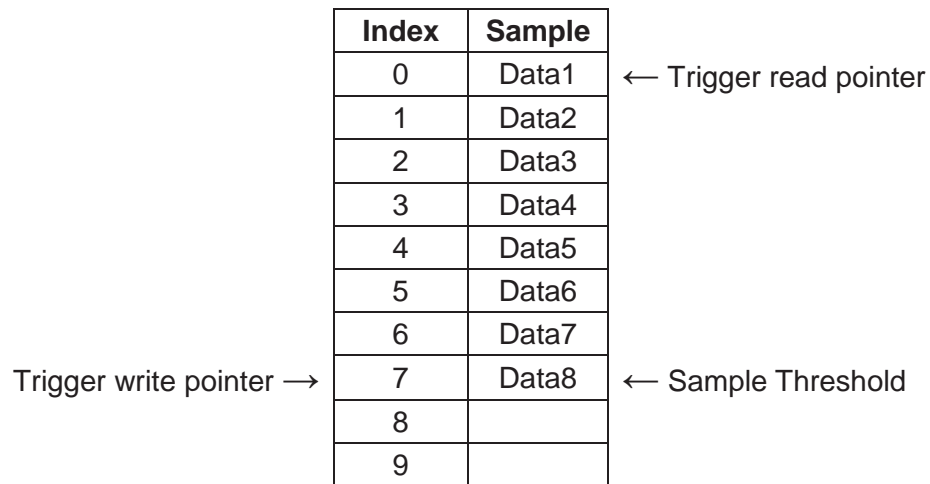 Index Sample
0 Data1 ← Trigger read pointer
1 Data2
2 Data3
3 Data4
4 Data5
5 Data6
6 Data7
Trigger write pointer → 7 Data8 ← Sample Threshold
8
9